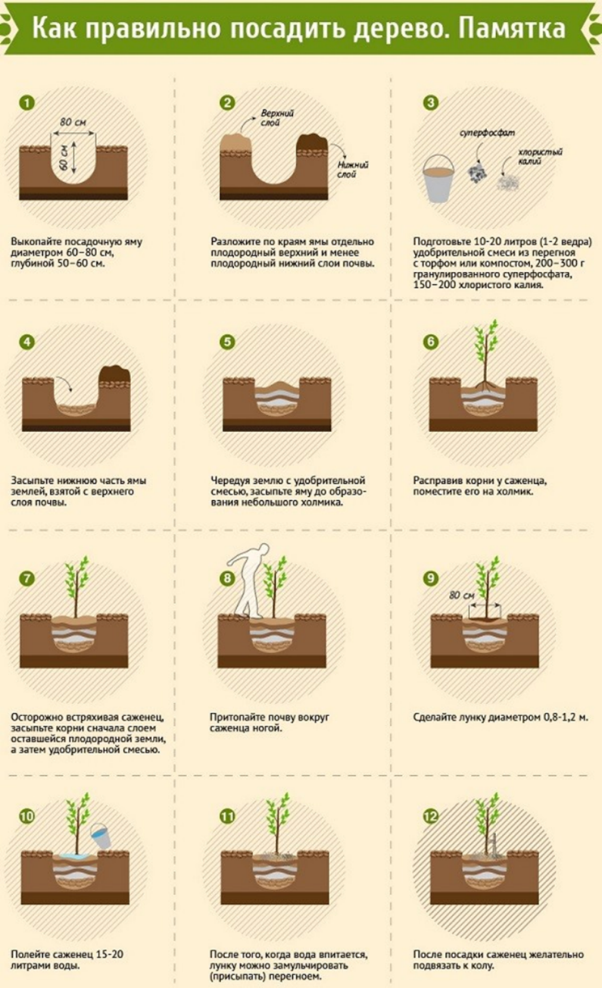 Как правильно посадить дерево. Памятка
1
80 см
60 см
Выкопайте посадочную яму
диаметром 60–80 см,
глубиной 50–60 см.
2
Верхний
слой
Нижний
слой
Разложите по краям ямы отдельно
плодородный верхний и менее
плодородный нижний слои почвы.
3
суперфосфат
хлористый
калий
Подготовьте 10-20 литров (1-2 ведра)
удобрительной смеси из перегноя
с торфом или компостом, 200–300 г
гранулированного суперфосфата,
150–200 хлористого калия.
4
Засыпьте нижнюю часть ямы
землей, взятой с верхнего
слоя почвы.
5
Чередуя землю с удобрительной
смесью, засыпьте яму до образо-
вания небольшого холмика.
6
Расправив корни у саженца,
поместите его на холмик.
7
Осторожно встряхивая саженец,
засыпьте корни сначала слоем
оставшейся плодородной земли,
а затем удобрительной смесью.
8
Притопайте почву вокруг
саженца ногой.
9
80 см
Сделайте лунку диаметром 0,8-1,2 м.
10
Полейте саженец 15-20
литрами воды.
11
После того, когда вода впитается,
лунку можно замульчировать
(присыпать) перегноем.
12
После посадки саженец желательно
подвязать к колу.